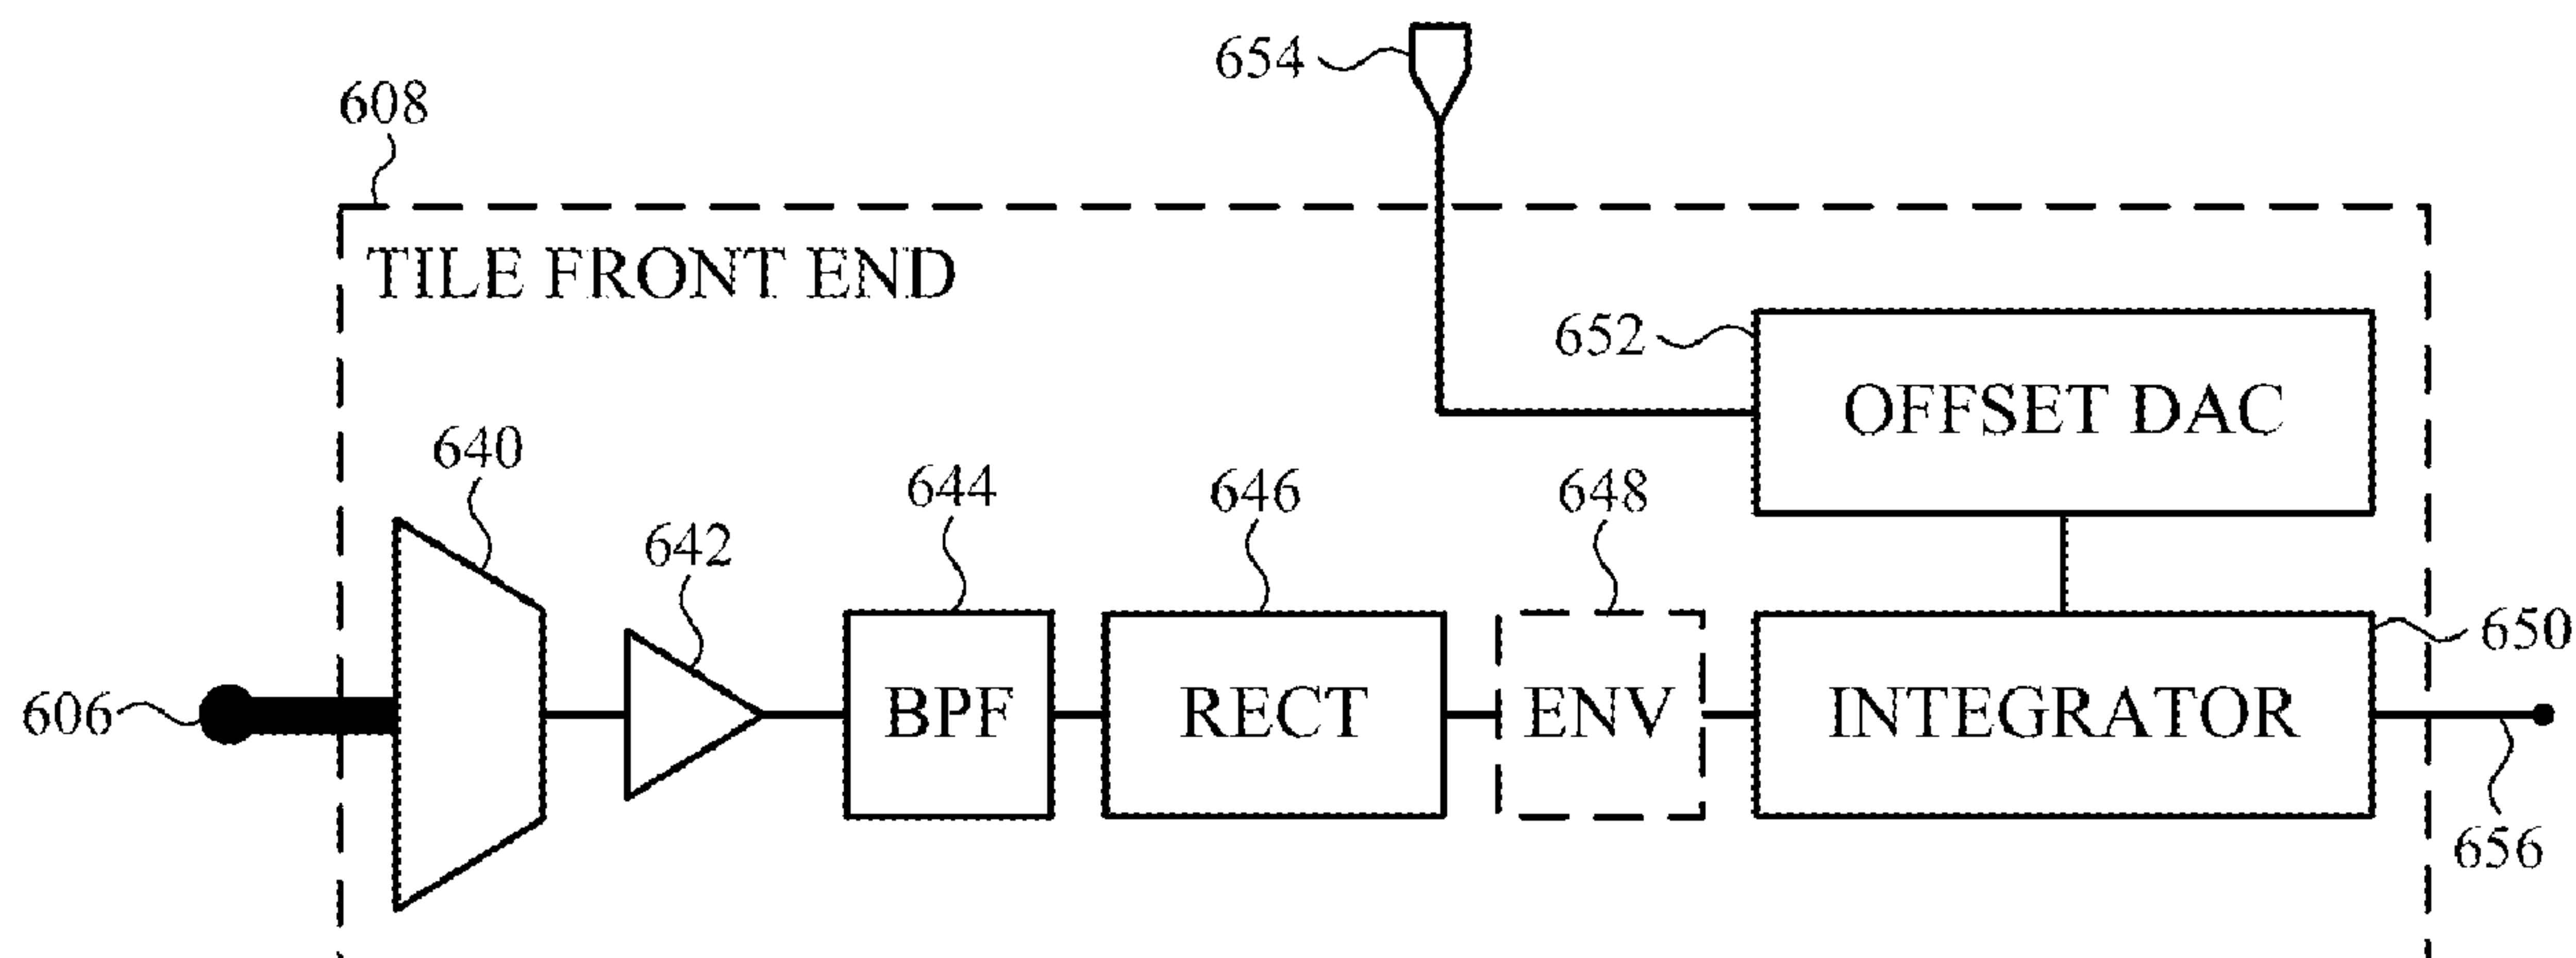 654
608
TILE FRONT END
652
OFFSET DAC
640
642
644
646
648
650
606
BPF
RECT
ENV
INTEGRATOR
656